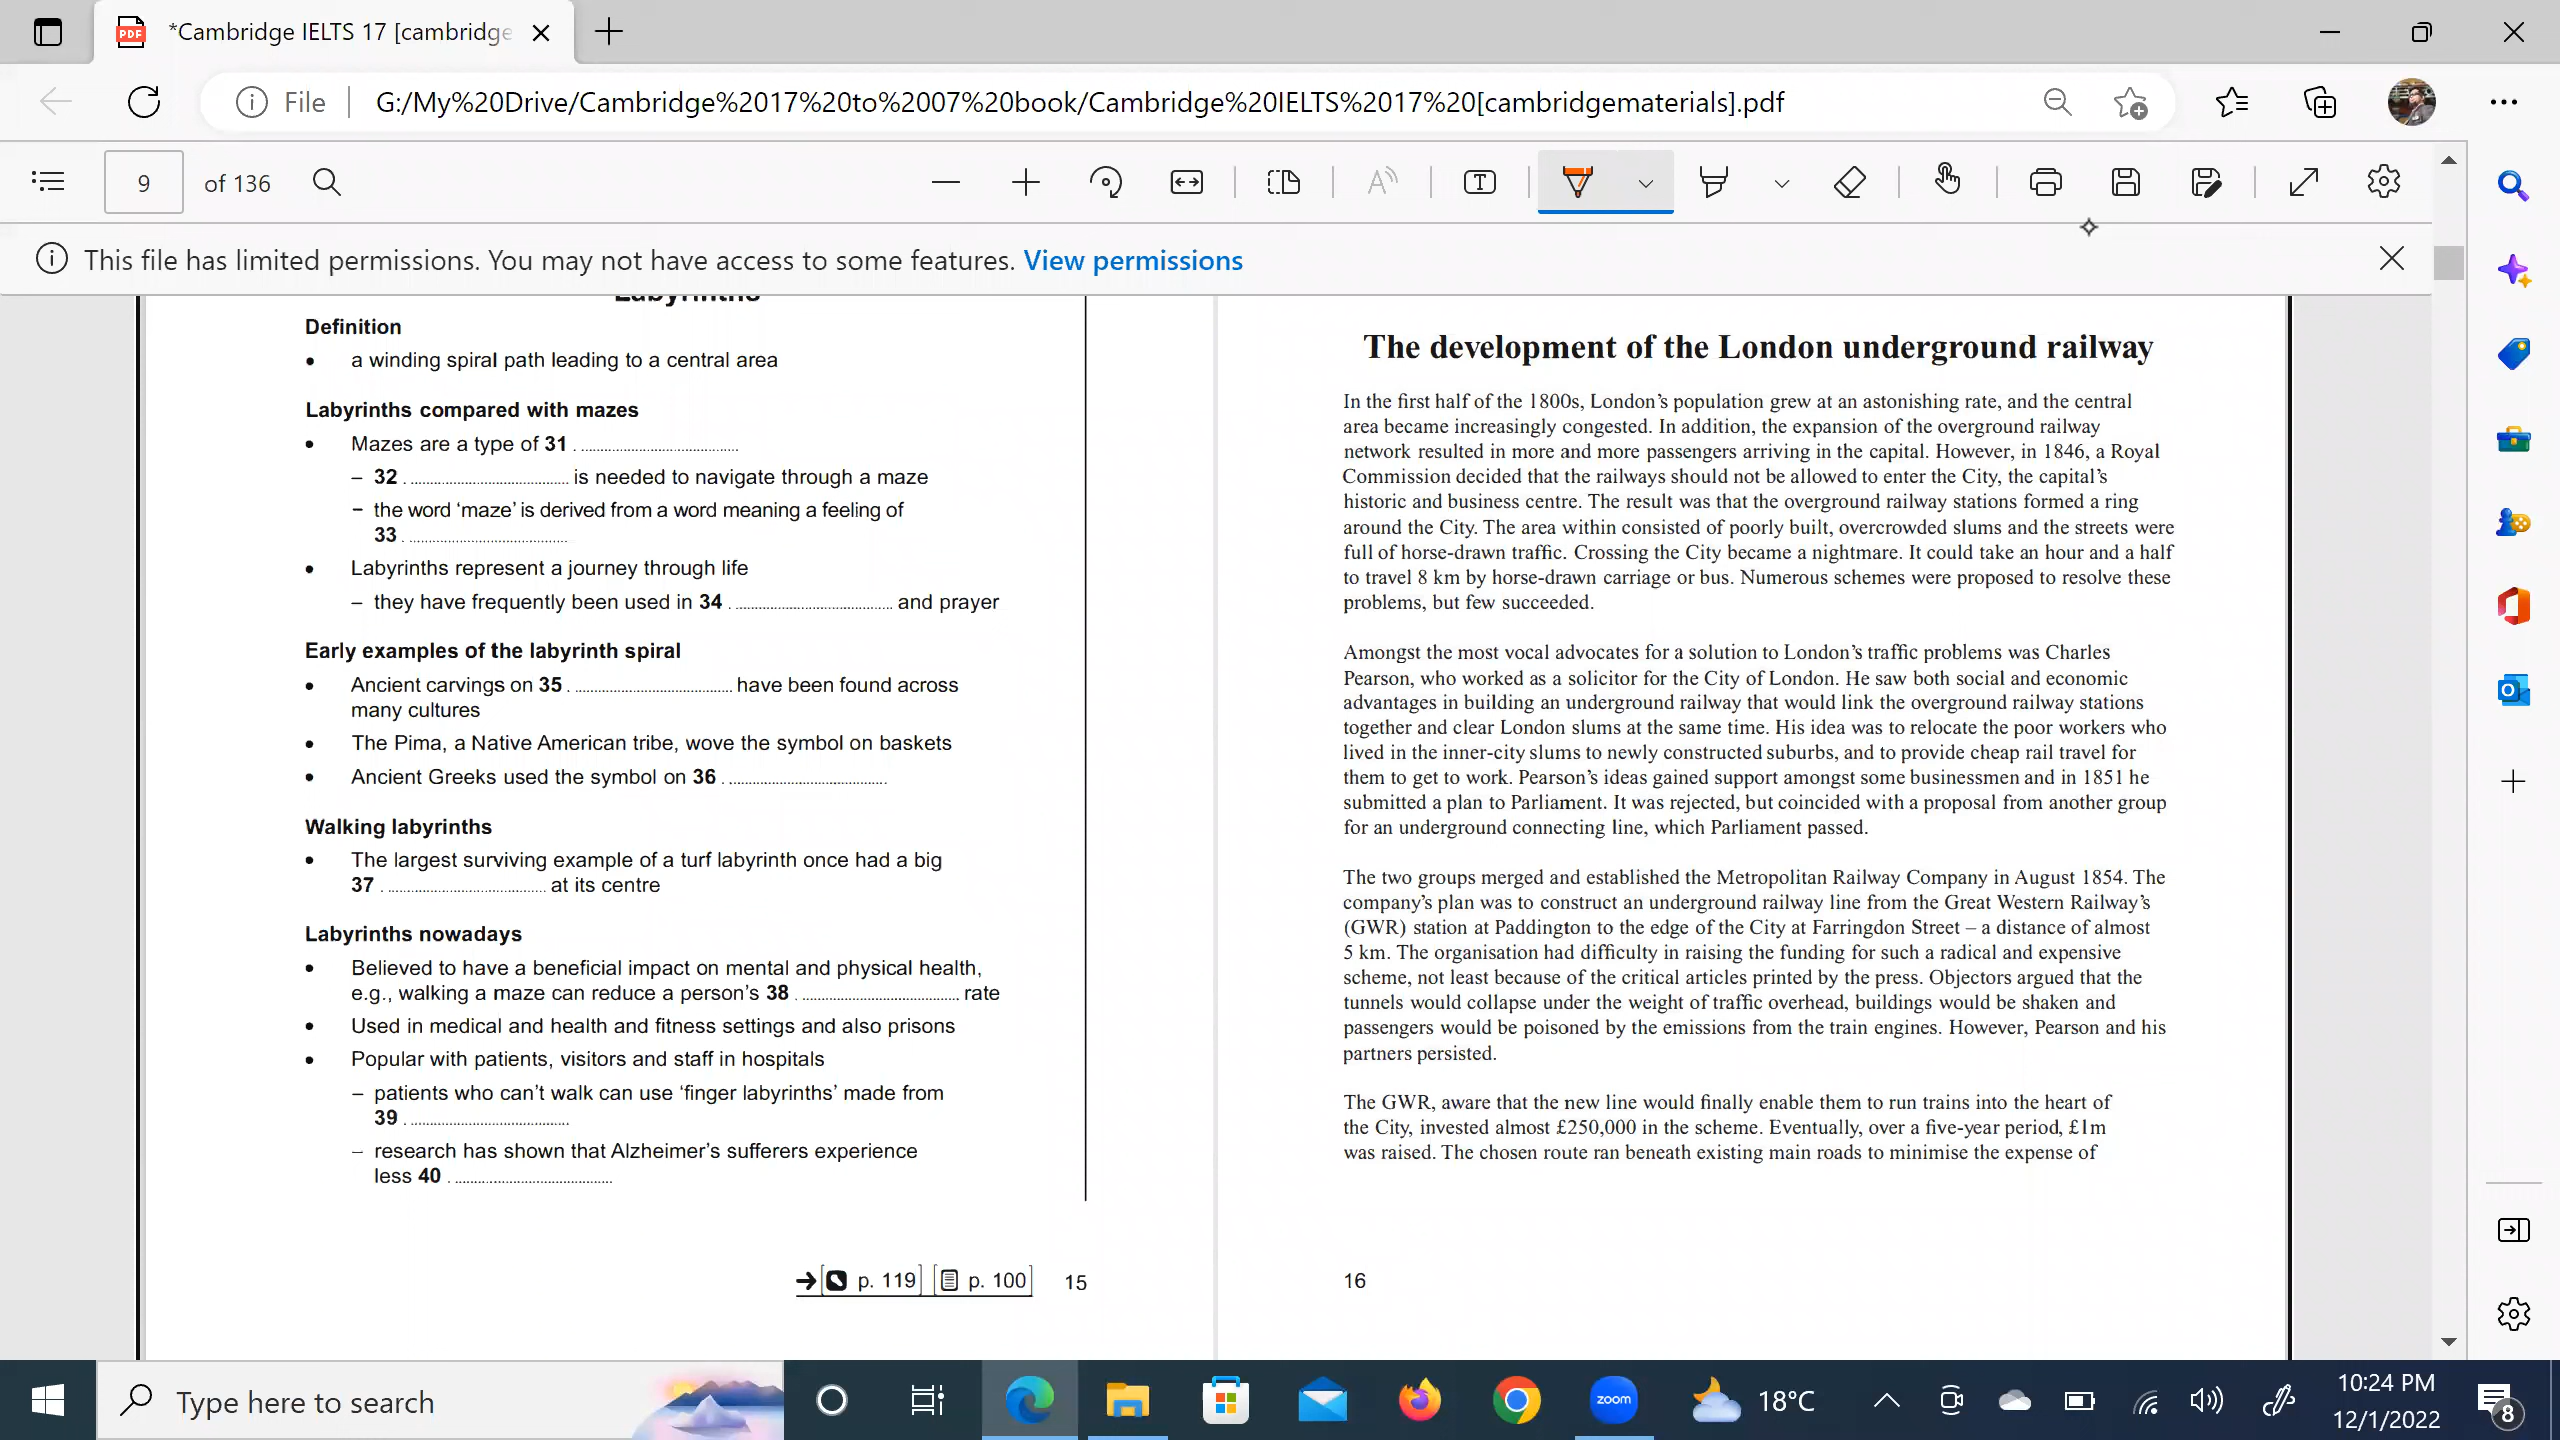 *Cambridge IELTS 17 [cambridge
File
G:/My%20Drive/Cambridge%2017%20to%2007%20book/Cambridge%20IELTS%2017%20[cambridgematerials].pdf
9 of 136
This file has limited permissions. You may not have access to some features. View permissions
Labyrinths
Definition
• a winding spiral path leading to a central area
Labyrinths compared with mazes
• Mazes are a type of 31 ........................................
– 32 ........................................ is needed to navigate through a maze
– the word ‘maze’ is derived from a word meaning a feeling of
33 ........................................
• Labyrinths represent a journey through life
– they have frequently been used in 34 ........................................ and prayer
Early examples of the labyrinth spiral
• Ancient carvings on 35 ........................................ have been found across
many cultures
• The Pima, a Native American tribe, wove the symbol on baskets
• Ancient Greeks used the symbol on 36 ........................................
Walking labyrinths
• The largest surviving example of a turf labyrinth once had a big
37 ........................................ at its centre
Labyrinths nowadays
• Believed to have a beneficial impact on mental and physical health,
e.g., walking a maze can reduce a person’s 38 ........................................ rate
• Used in medical and health and fitness settings and also prisons
• Popular with patients, visitors and staff in hospitals
– patients who can’t walk can use ‘finger labyrinths’ made from
39 ........................................
– research has shown that Alzheimer’s sufferers experience
less 40 ........................................
p. 119 p. 100 15
The development of the London underground railway
In the first half of the 1800s, London’s population grew at an astonishing rate, and the central
area became increasingly congested. In addition, the expansion of the overground railway
network resulted in more and more passengers arriving in the capital. However, in 1846, a Royal
Commission decided that the railways should not be allowed to enter the City, the capital’s
historic and business centre. The result was that the overground railway stations formed a ring
around the City. The area within consisted of poorly built, overcrowded slums and the streets were
full of horse-drawn traffic. Crossing the City became a nightmare. It could take an hour and a half
to travel 8 km by horse-drawn carriage or bus. Numerous schemes were proposed to resolve these
problems, but few succeeded.
Amongst the most vocal advocates for a solution to London’s traffic problems was Charles
Pearson, who worked as a solicitor for the City of London. He saw both social and economic
advantages in building an underground railway that would link the overground railway stations
together and clear London slums at the same time. His idea was to relocate the poor workers who
lived in the inner-city slums to newly constructed suburbs, and to provide cheap rail travel for
them to get to work. Pearson’s ideas gained support amongst some businessmen and in 1851 he
submitted a plan to Parliament. It was rejected, but coincided with a proposal from another group
for an underground connecting line, which Parliament passed.
The two groups merged and established the Metropolitan Railway Company in August 1854. The
company’s plan was to construct an underground railway line from the Great Western Railway’s
(GWR) station at Paddington to the edge of the City at Farringdon Street – a distance of almost
5 km. The organisation had difficulty in raising the funding for such a radical and expensive
scheme, not least because of the critical articles printed by the press. Objectors argued that the
tunnels would collapse under the weight of traffic overhead, buildings would be shaken and
passengers would be poisoned by the emissions from the train engines. However, Pearson and his
partners persisted.
The GWR, aware that the new line would finally enable them to run trains into the heart of
the City, invested almost £250,000 in the scheme. Eventually, over a five-year period, £1m
was raised. The chosen route ran beneath existing main roads to minimise the expense of
16
Type here to search
zoom
18°C
10:24 PM
12/1/2022
8